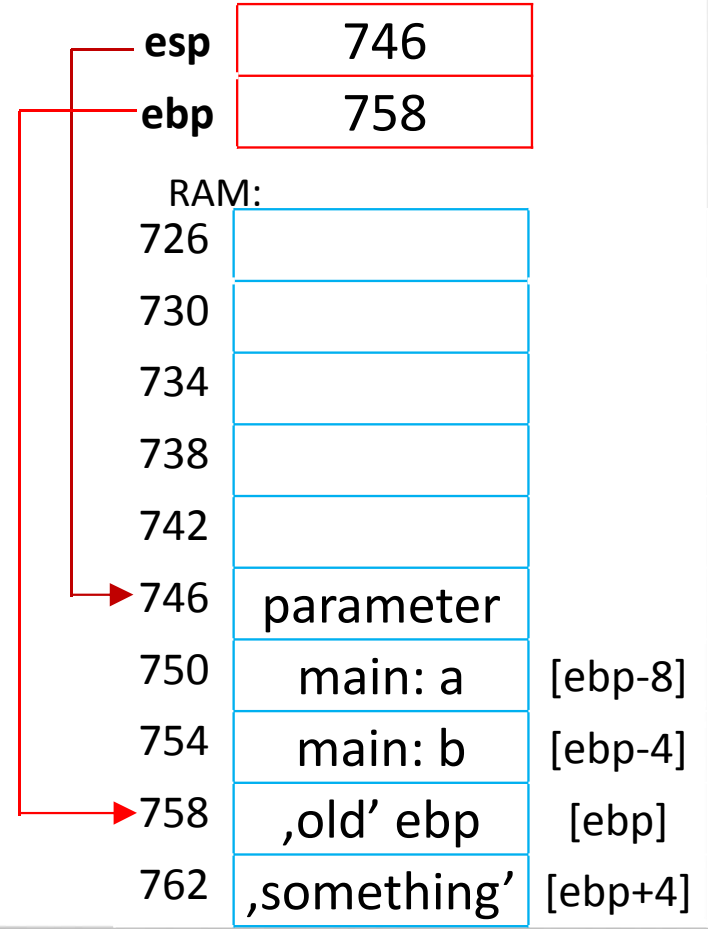 esp 746
ebp 758
RAM:
726
730
734
738
742
746 parameter
750 main: a [ebp-8]
754 main: b [ebp-4]
758 ‚old’ ebp [ebp]
762 ‚something’ [ebp+4]